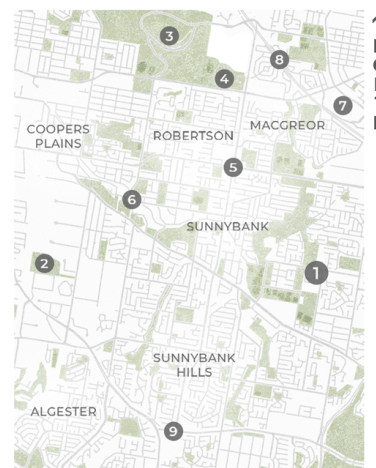 3
8
4
7
COOPERS
PLAINS
ROBERTSON
MACGREOR
5
6
SUNNYBANK
2
1
SUNNYBANK
HILLS
ALGESTER
9